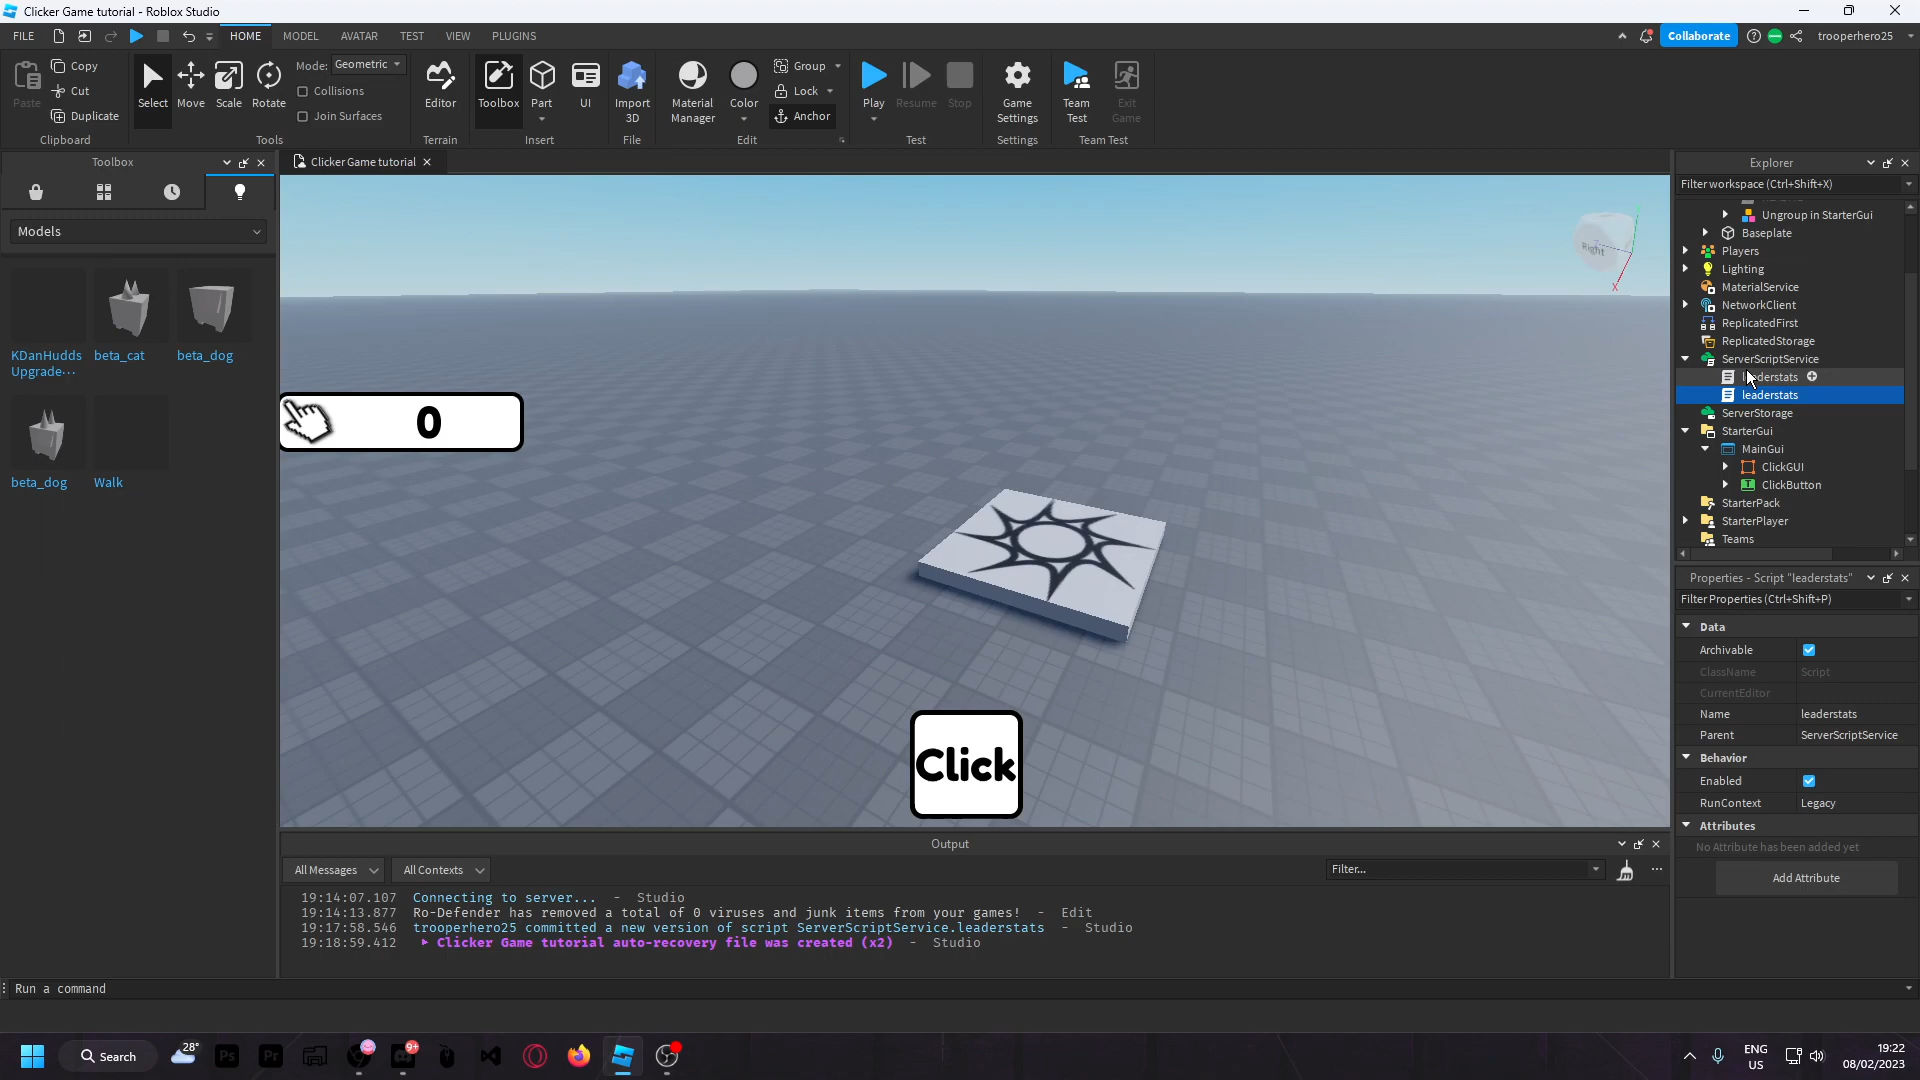 Clicker Game tutorial - Roblox Studio
FILE HOME MODEL AVATAR TEST VIEW PLUGINS Collaborate trooperhero25
Paste Copy Cut Duplicate Clipboard
Select Move Scale Rotate Mode: Geometric Collisions Join Surfaces Tools
Editor Terrain
Toolbox Part UI Insert
Import 3D File
Material Manager Color Group Lock Anchor Edit
Play Resume Stop Test
Game Settings Settings
Team Test Exit Game Team Test
Toolbox
Models
KDanHudds Upgrade... beta_cat beta_dog
beta_dog Walk
Clicker Game tutorial
Right
X
0
Click
Explorer
Filter workspace (Ctrl+Shift+X)
Ungroup in StarterGui
Baseplate
Players
Lighting
MaterialService
NetworkClient
ReplicatedFirst
ReplicatedStorage
ServerScriptService
leaderstats
leaderstats
ServerStorage
StarterGui
MainGui
ClickGUI
ClickButton
StarterPack
StarterPlayer
Teams
Properties - Script "leaderstats"
Filter Properties (Ctrl+Shift+P)
Data
Archivable
ClassName Script
CurrentEditor
Name leaderstats
Parent ServerScriptService
Behavior
Enabled
RunContext Legacy
Attributes
No Attribute has been added yet
Add Attribute
Output
All Messages All Contexts Filter...
19:14:07.107 Connecting to server... - Studio
19:14:13.877 Ro-Defender has removed a total of 0 viruses and junk items from your games! - Edit
19:17:58.546 trooperhero25 committed a new version of script ServerScriptService.leaderstats - Studio
19:18:59.412 Clicker Game tutorial auto-recovery file was created (x2) - Studio
Run a command
Search 28° Ps Pr 9+ ENG US 19:22 08/02/2023